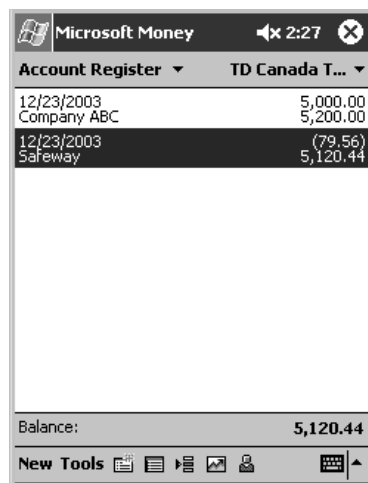 Microsoft Money 2:27
Account Register TD Canada T...
12/23/2003 5,000.00
Company ABC 5,200.00
12/23/2003 (79.56)
Safeway 5,120.44
Balance: 5,120.44
New Tools